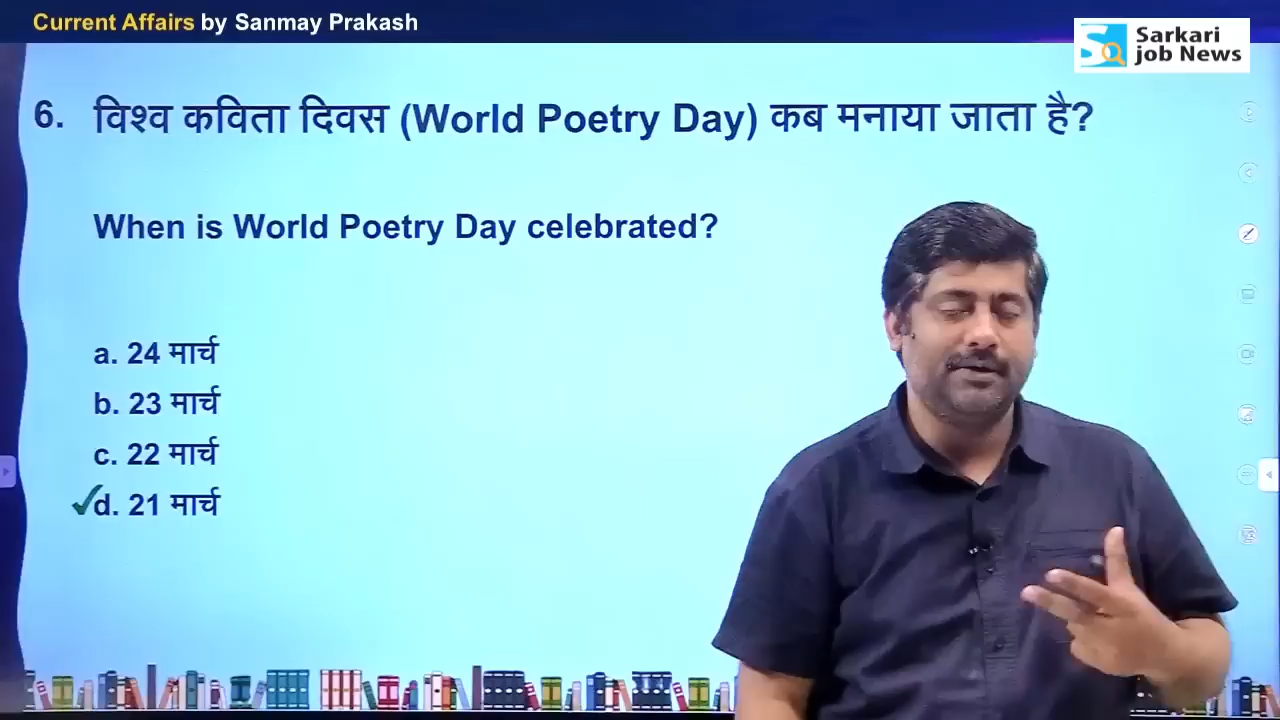 Current Affairs by Sanmay Prakash
Sarkari
Job News
6. विश्व कविता दिवस (World Poetry Day) कब मनाया जाता है?
When is World Poetry Day celebrated?
a. 24 मार्च
b. 23 मार्च
c. 22 मार्च
d. 21 मार्च